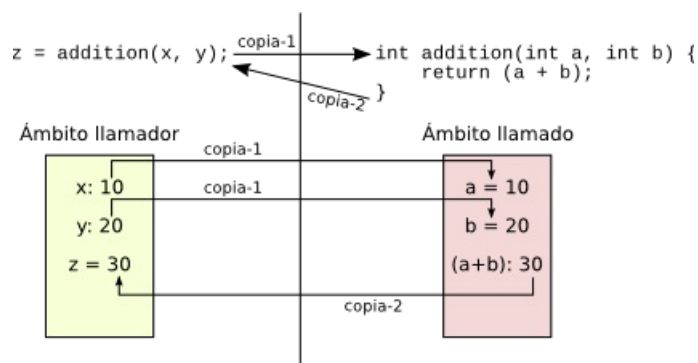 z = addition(x, y);
copia-1
int addition(int a, int b) {
return (a + b);
}
copia-2
Ámbito llamador
Ámbito llamado
copia-1
x: 10
a = 10
copia-1
y: 20
b = 20
z = 30
(a+b): 30
copia-2